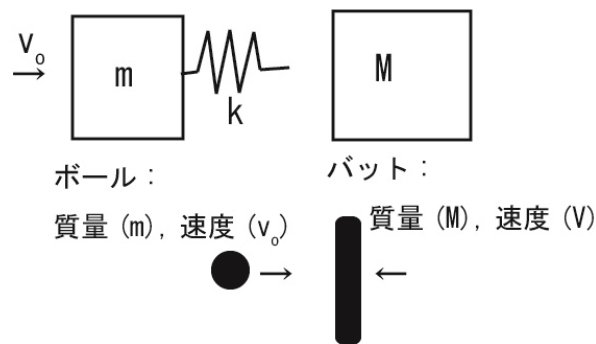 v₀
m
k
M
ボール：
質量 (m), 速度 (v₀)
バット：
質量 (M), 速度 (V)